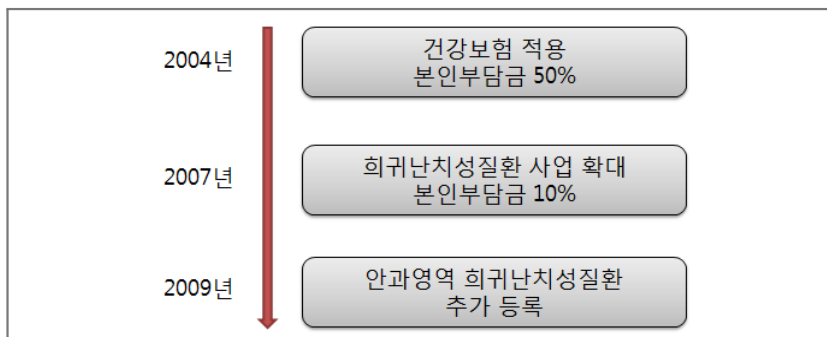 2004년
건강보험 적용
본인부담금 50%
2007년
희귀난치성질환 사업 확대
본인부담금 10%
2009년
안과영역 희귀난치성질환
추가 등록